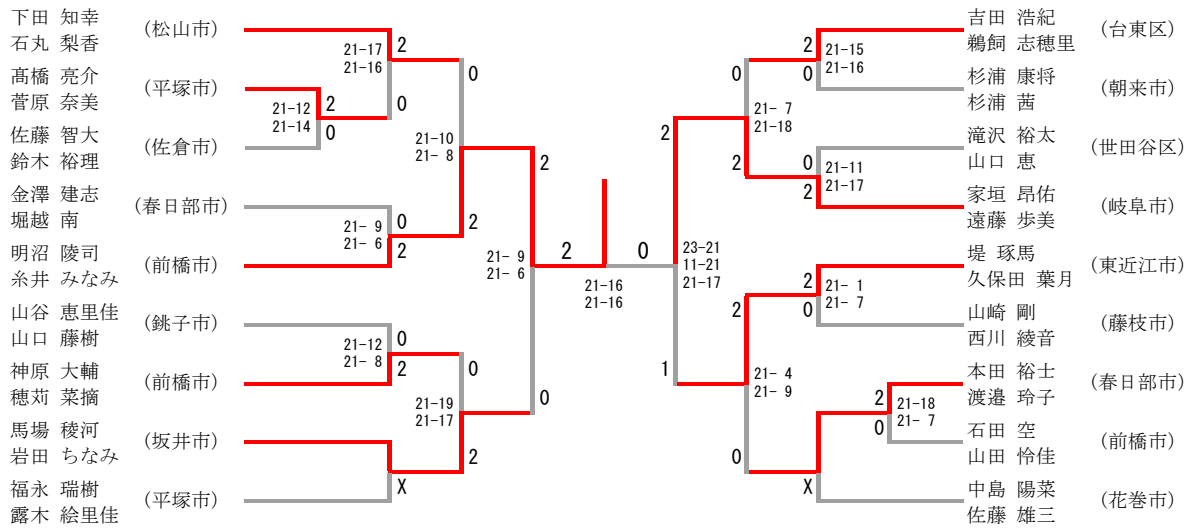 下田 知幸
石丸 梨香
(松山市)
髙橋 亮介
菅原 奈美
(平塚市)
佐藤 智大
鈴木 裕理
(佐倉市)
金澤 建志
堀越 南
(春日部市)
明沼 陵司
糸井 みなみ
(前橋市)
山谷 恵里佳
山口 藤樹
(銚子市)
神原 大輔
穂苅 菜摘
(前橋市)
馬場 稜河
岩田 ちなみ
(坂井市)
福永 瑞樹
露木 絵里佳
(平塚市)
21-12
21-14
2
0
21-17
21-16
2
0
21- 9
21- 6
0
2
21-12
21- 8
0
2
X
21-10
21- 8
0
2
21-19
21-17
0
2
21- 9
21- 6
2
0
2
0
21-16
21-16
23-21
11-21
21-17
2
1
21- 7
21-18
0
2
21- 4
21- 9
2
0
21-15
21-16
2
0
21-11
21-17
0
2
21- 1
21- 7
2
0
21-18
21- 7
2
0
X
吉田 浩紀
鵜飼 志穂里
(台東区)
杉浦 康将
杉浦 茜
(朝来市)
滝沢 裕太
山口 恵
(世田谷区)
家垣 昂佑
遠藤 歩美
(岐阜市)
堤 琢馬
久保田 葉月
(東近江市)
山崎 剛
西川 綾音
(藤枝市)
本田 裕士
渡邉 玲子
(春日部市)
石田 空
山田 怜佳
(前橋市)
中島 陽菜
佐藤 雄三
(花巻市)